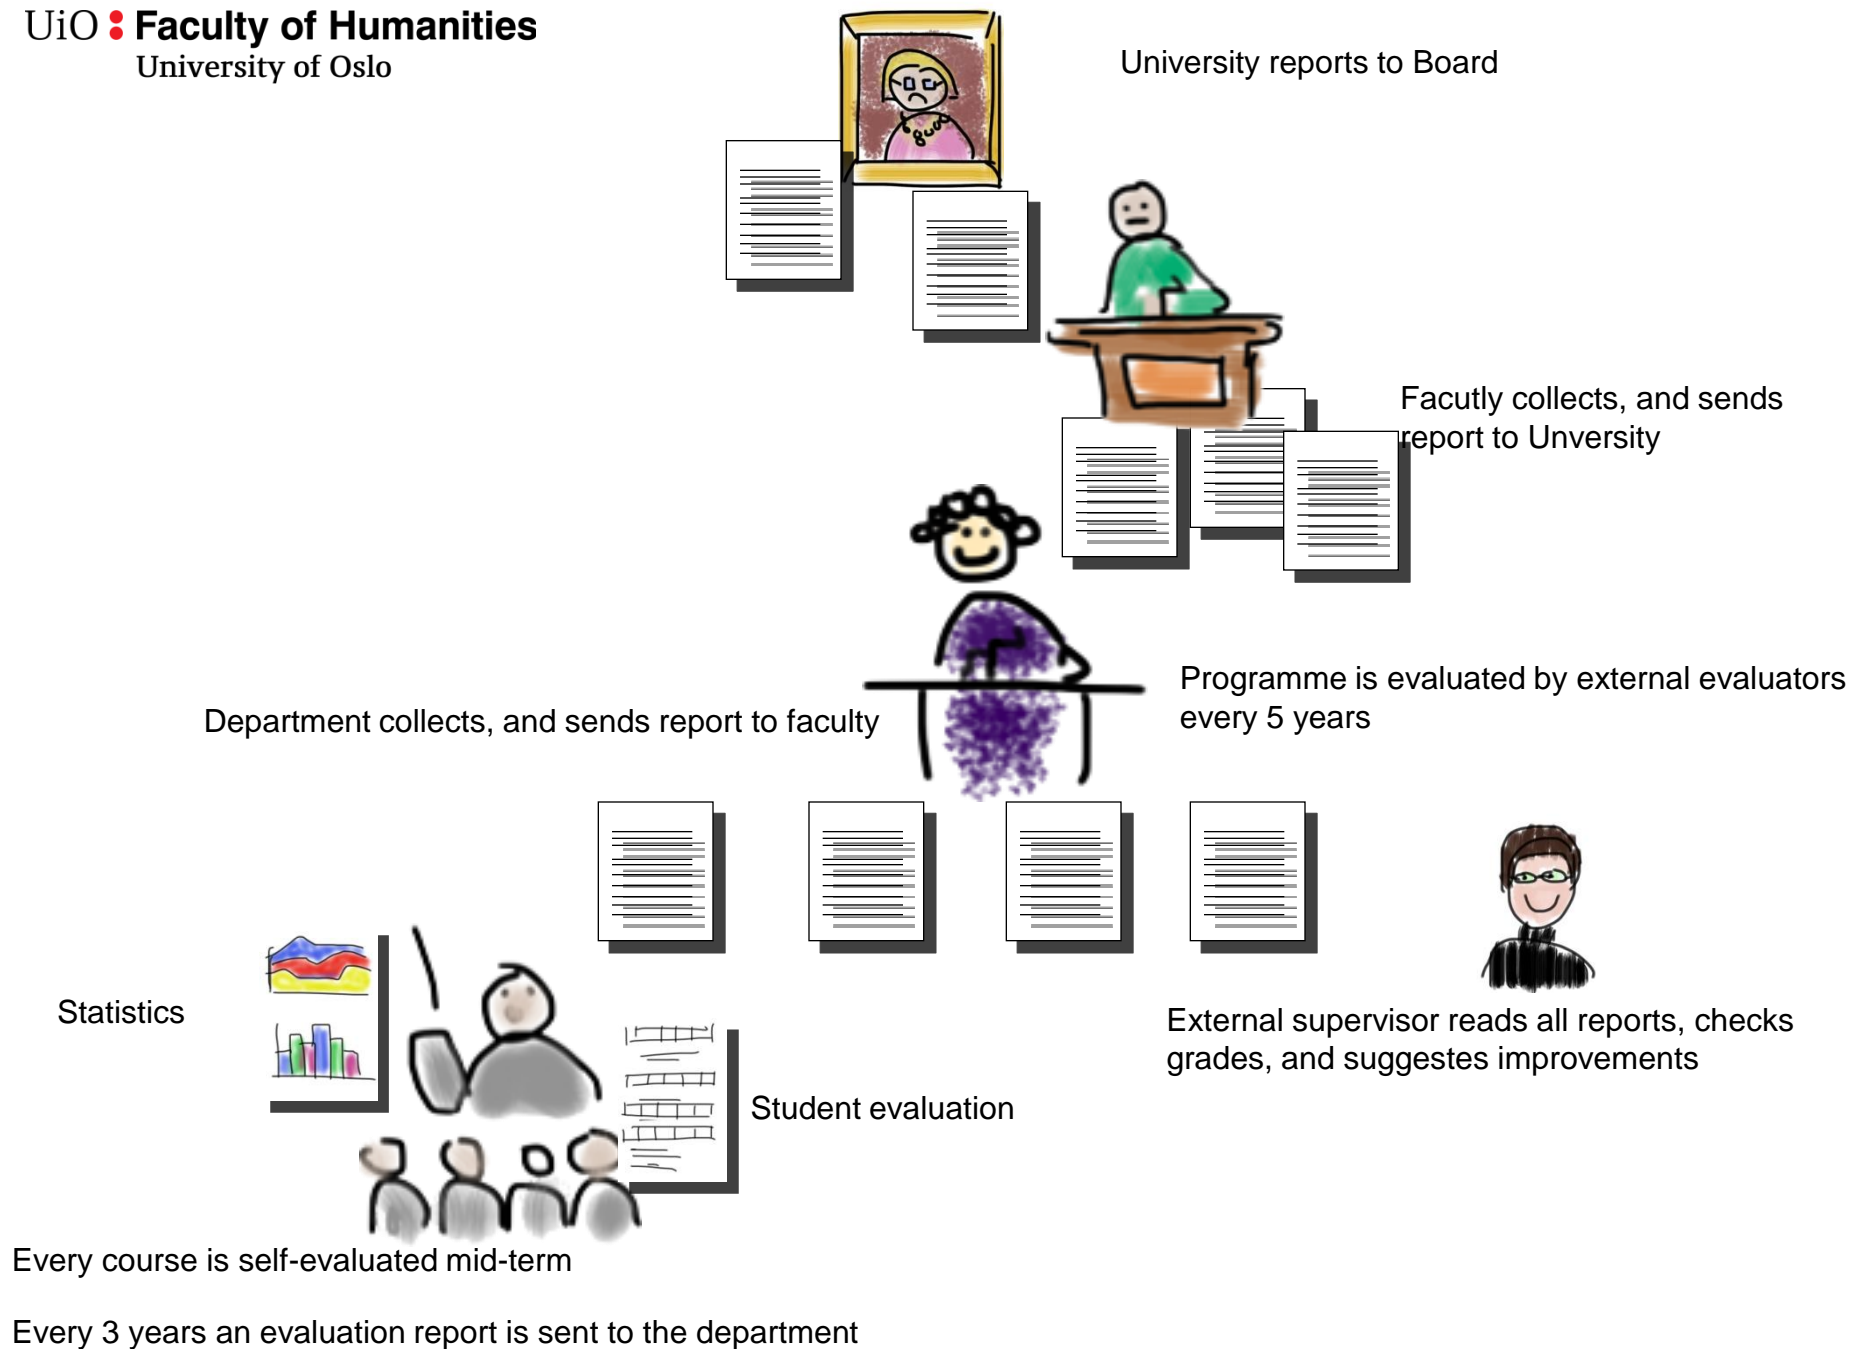 UiO : Faculty of Humanities
University of Oslo
University reports to Board
Facutly collects, and sends
report to Unversity
Programme is evaluated by external evaluators
every 5 years
Department collects, and sends report to faculty
Statistics
External supervisor reads all reports, checks
grades, and suggestes improvements
Student evaluation
Every course is self-evaluated mid-term
Every 3 years an evaluation report is sent to the department